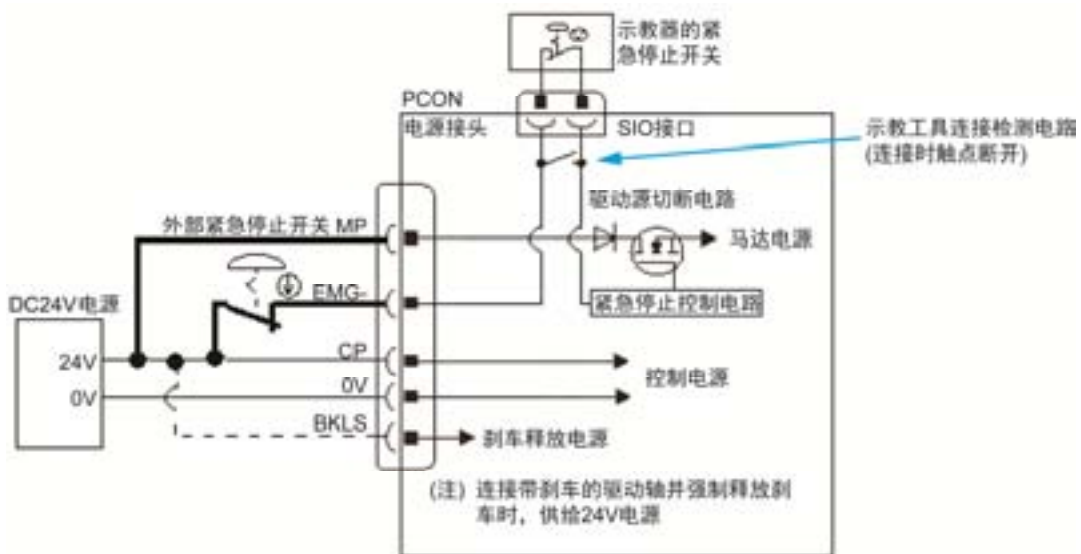 示教器的紧
急停止开关
PCON
电源接头
SIO接口
示教工具连接检测电路
(连接时触点断开)
驱动源切断电路
外部紧急停止开关 MP
马达电源
EMG-
紧急停止控制电路
DC24V电源
24V
CP
控制电源
0V
0V
BKLS
刹车释放电源
(注) 连接带刹车的驱动轴并强制释放刹
车时，供给24V电源